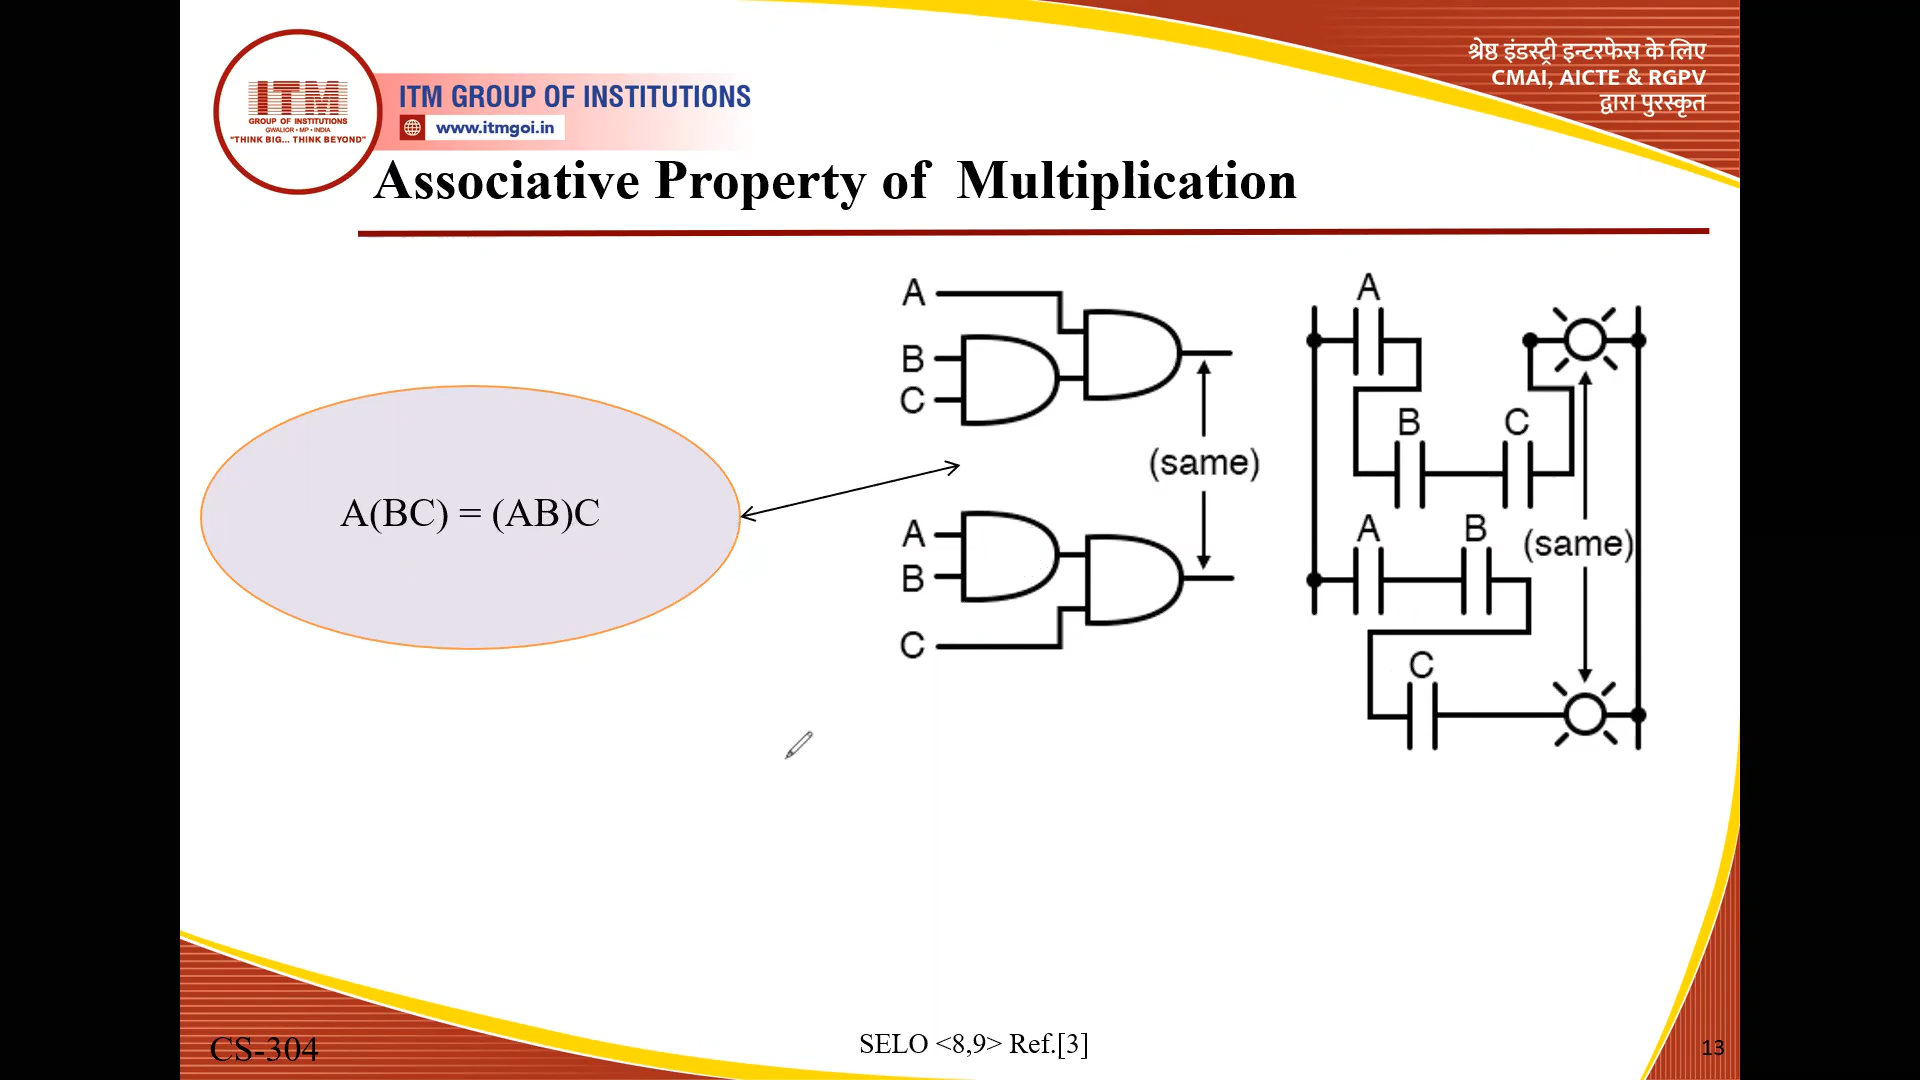 ITM
GROUP OF INSTITUTIONS
GWALIOR • MP • INDIA
"THINK BIG... THINK BEYOND"
ITM GROUP OF INSTITUTIONS
www.itmgoi.in
श्रेष्ठ इंडस्ट्री इन्टरफेस के लिए
CMAI, AICTE & RGPV
द्वारा पुरस्कृत
Associative Property of Multiplication
A(BC) = (AB)C
A
B
C
(same)
A
B
C
A
B
C
(same)
A
B
C
CS-304
SELO <8,9> Ref.[3]
13